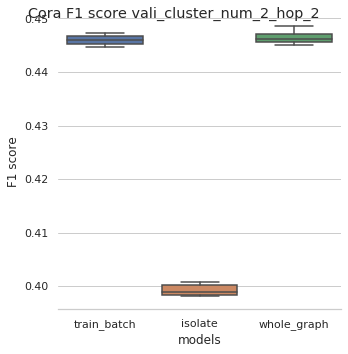 Cora F1 score vali_cluster_num_2_hop_2
0.45
0.44
0.43
0.42
0.41
0.40
F1 score
train_batch isolate whole_graph
models